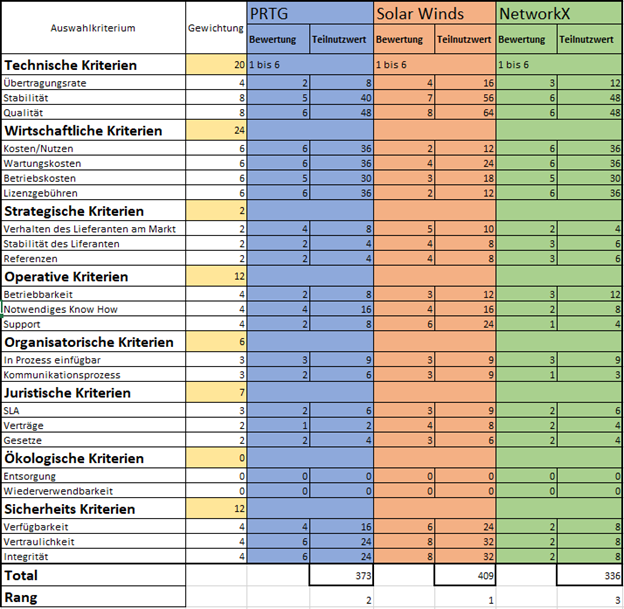 Auswahlkriterium Gewichtung PRTG Solar Winds NetworkX
Bewertung Teilnutzwert Bewertung Teilnutzwert Bewertung Teilnutzwert
Technische Kriterien 20 1 bis 6 1 bis 6 1 bis 6
Übertragungsrate 4 2 8 4 16 3 12
Stabilität 8 5 40 7 56 6 48
Qualität 8 6 48 8 64 6 48
Wirtschaftliche Kriterien 24
Kosten/Nutzen 6 6 36 2 12 6 36
Wartungskosten 6 6 36 4 24 6 36
Betriebskosten 6 5 30 3 18 5 30
Lizenzgebühren 6 6 36 2 12 6 36
Strategische Kriterien 2
Verhalten des Lieferanten am Markt 2 4 8 5 10 2 4
Stabilität des Liferanten 2 2 4 4 8 3 6
Referenzen 2 2 4 4 8 3 6
Operative Kriterien 12
Betriebbarkeit 4 2 8 3 12 3 12
Notwendiges Know How 4 4 16 4 16 2 8
Support 4 2 8 6 24 1 4
Organisatorische Kriterien 6
In Prozess einfügbar 3 3 9 3 9 3 9
Kommunikationsprozess 3 2 6 3 9 1 3
Juristische Kriterien 7
SLA 3 2 6 3 9 2 6
Verträge 2 1 2 4 8 2 4
Gesetze 2 2 4 3 6 2 4
Ökologische Kriterien 0
Entsorgung 0 0 0 0 0 0 0
Wiederverwendbarkeit 0 0 0 0 0 0 0
Sicherheits Kriterien 12
Verfügbarkeit 4 4 16 6 24 2 8
Vertraulichkeit 4 6 24 8 32 2 8
Integrität 4 6 24 8 32 2 8
Total 373 409 336
Rang 2 1 3